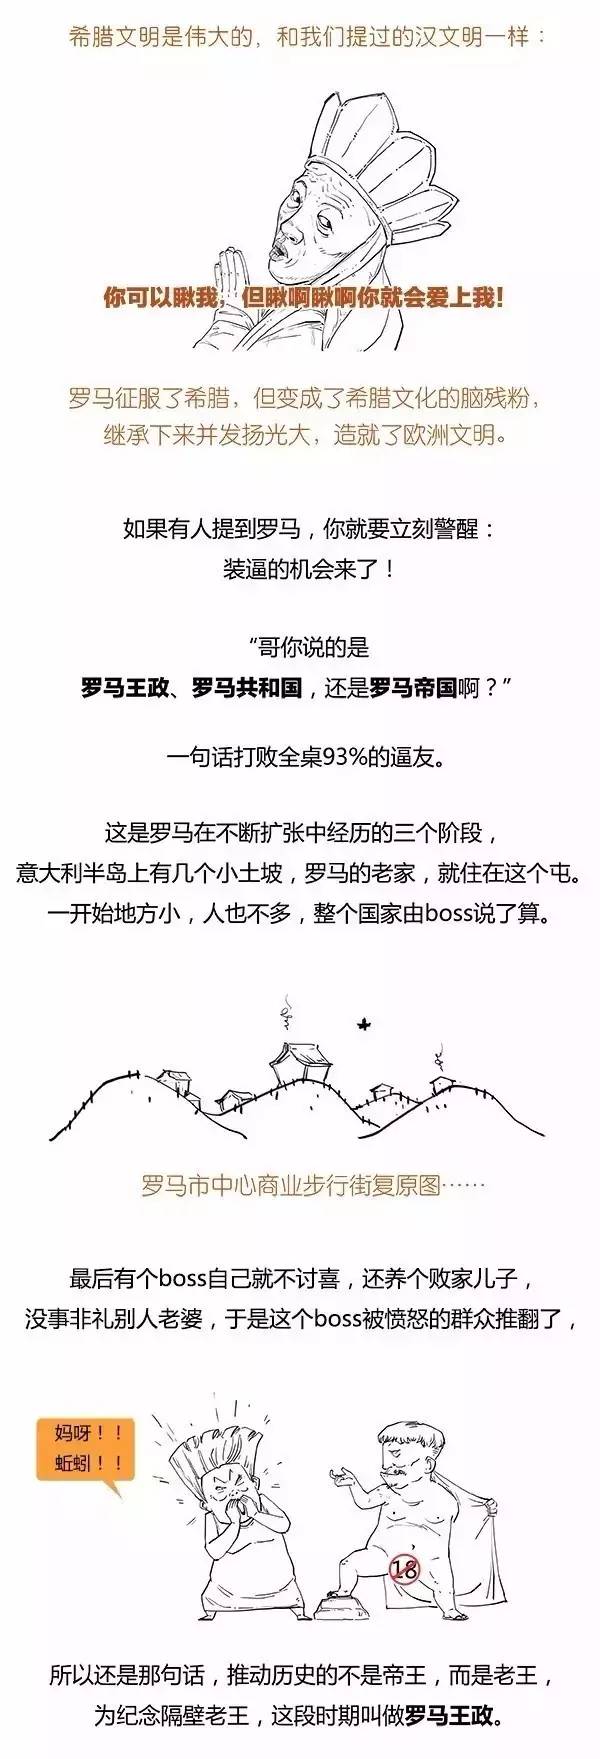 希腊文明是伟大的，和我们提过的汉文明一样：
你可以瞅我，但瞅啊瞅啊你就会爱上我！
罗马征服了希腊，但变成了希腊文化的脑残粉，
继承下来并发扬光大，造就了欧洲文明。
如果有人提到罗马，你就要立刻警醒：
装逼的机会来了！
“哥你说的是
罗马王政、罗马共和国，还是罗马帝国啊？”
一句话打败全桌93%的逼友。
这是罗马在不断扩张中经历的三个阶段，
意大利半岛上有几个小土坡，罗马的老家，就住在这个屯。
一开始地方小，人也不多，整个国家由boss说了算。
罗马市中心商业步行街复原图……
最后有个boss自己就不讨喜，还养个败家儿子，
没事非礼别人老婆，于是这个boss被愤怒的群众推翻了，
妈呀！！
蚯蚓！！
18
所以还是那句话，推动历史的不是帝王，而是老王，
为纪念隔壁老王，这段时期叫做罗马王政。